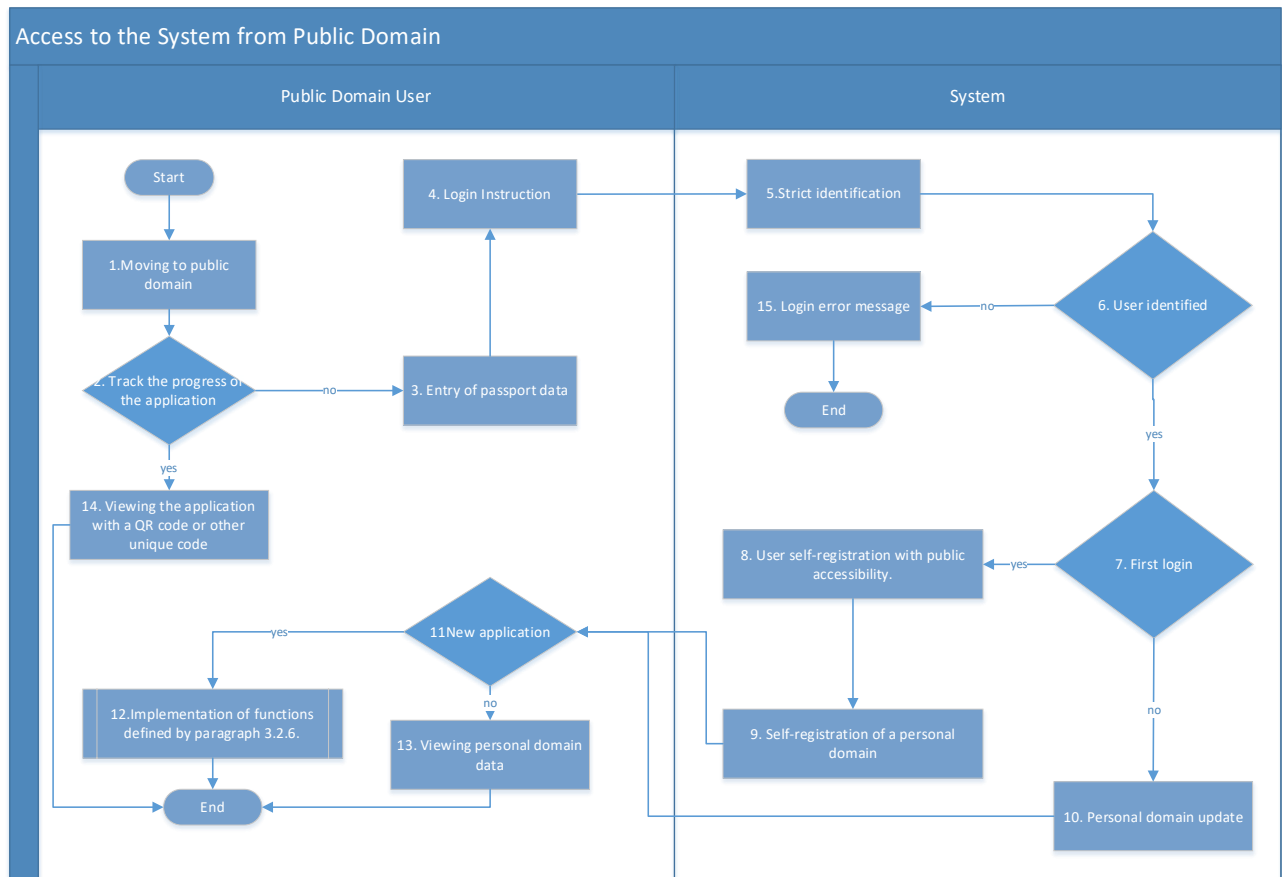 Access to the System from Public Domain
Public Domain User
System
Start
4. Login Instruction
5.Strict identification
1.Moving to public
domain
15. Login error message
no
6. User identified
2. Track the progress of
the application
no
3. Entry of passport data
End
yes
yes
14. Viewing the application
with a QR code or other
unique code
8. User self-registration with public
accessibility.
yes
7. First login
11New application
yes
no
no
12.Implementation of functions
defined by paragraph 3.2.6.
13. Viewing personal domain
data
9. Self-registration of a personal
domain
End
10. Personal domain update